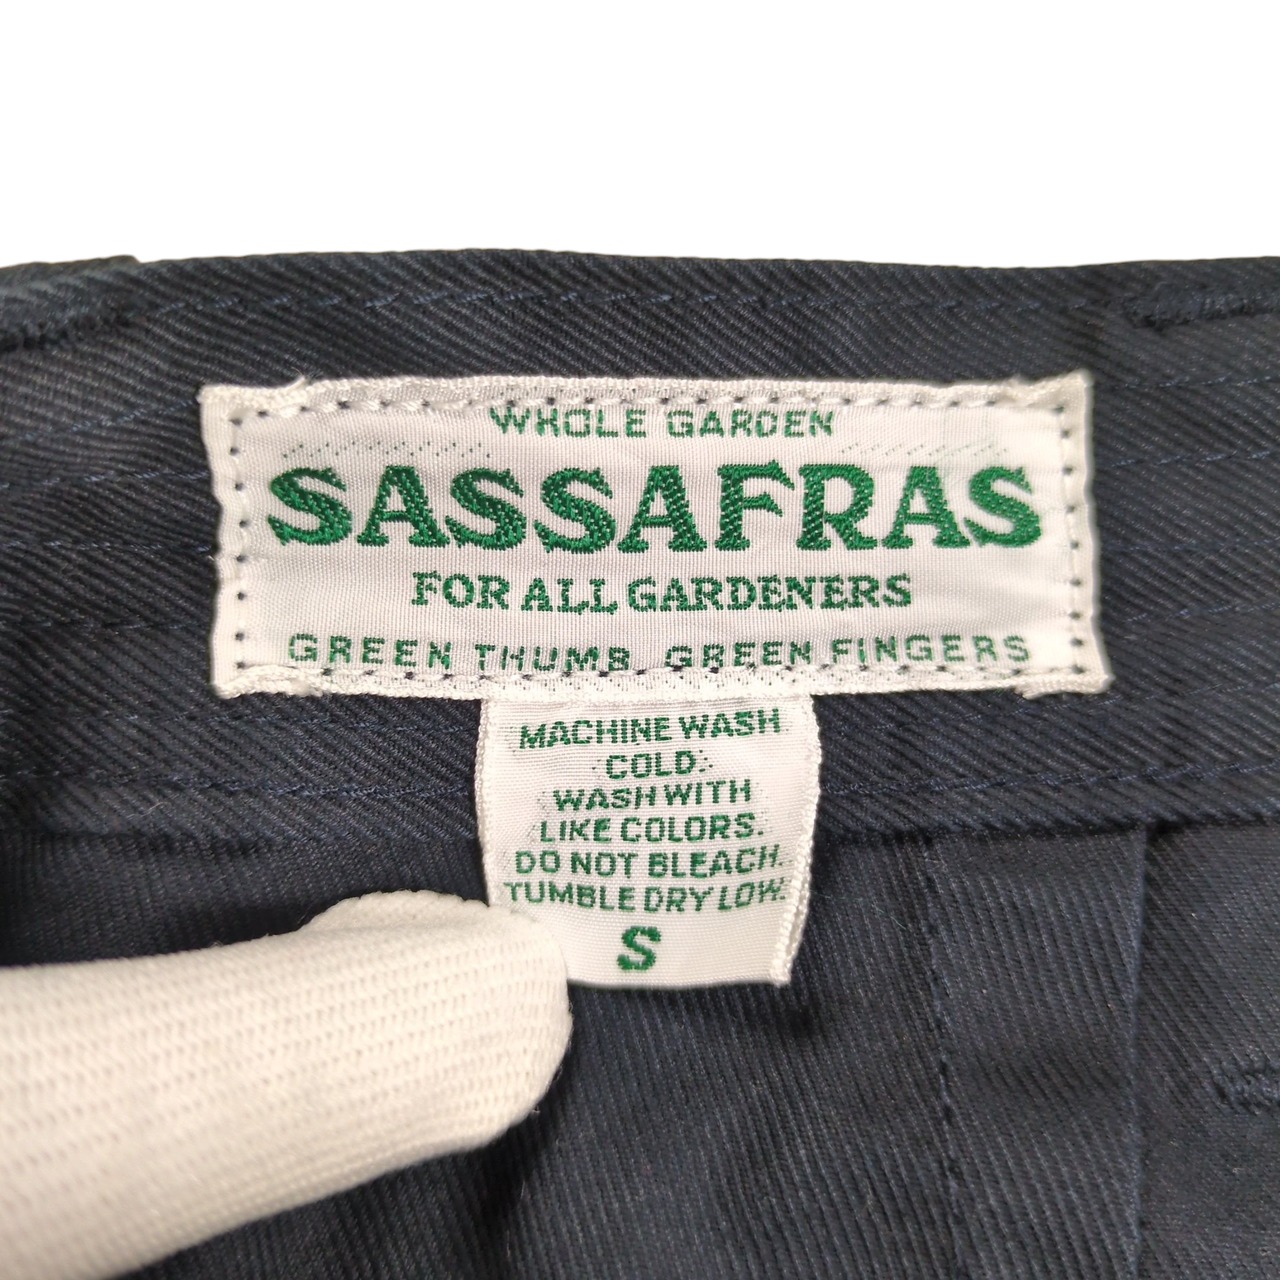 WHOLE GARDEN
SASSAFRAS
FOR ALL GARDENERS
GREEN THUMB, GREEN FINGERS
MACHINE WASH
COLD.
WASH WITH
LIKE COLORS.
DO NOT BLEACH.
TUMBLE DRY LOW.
S